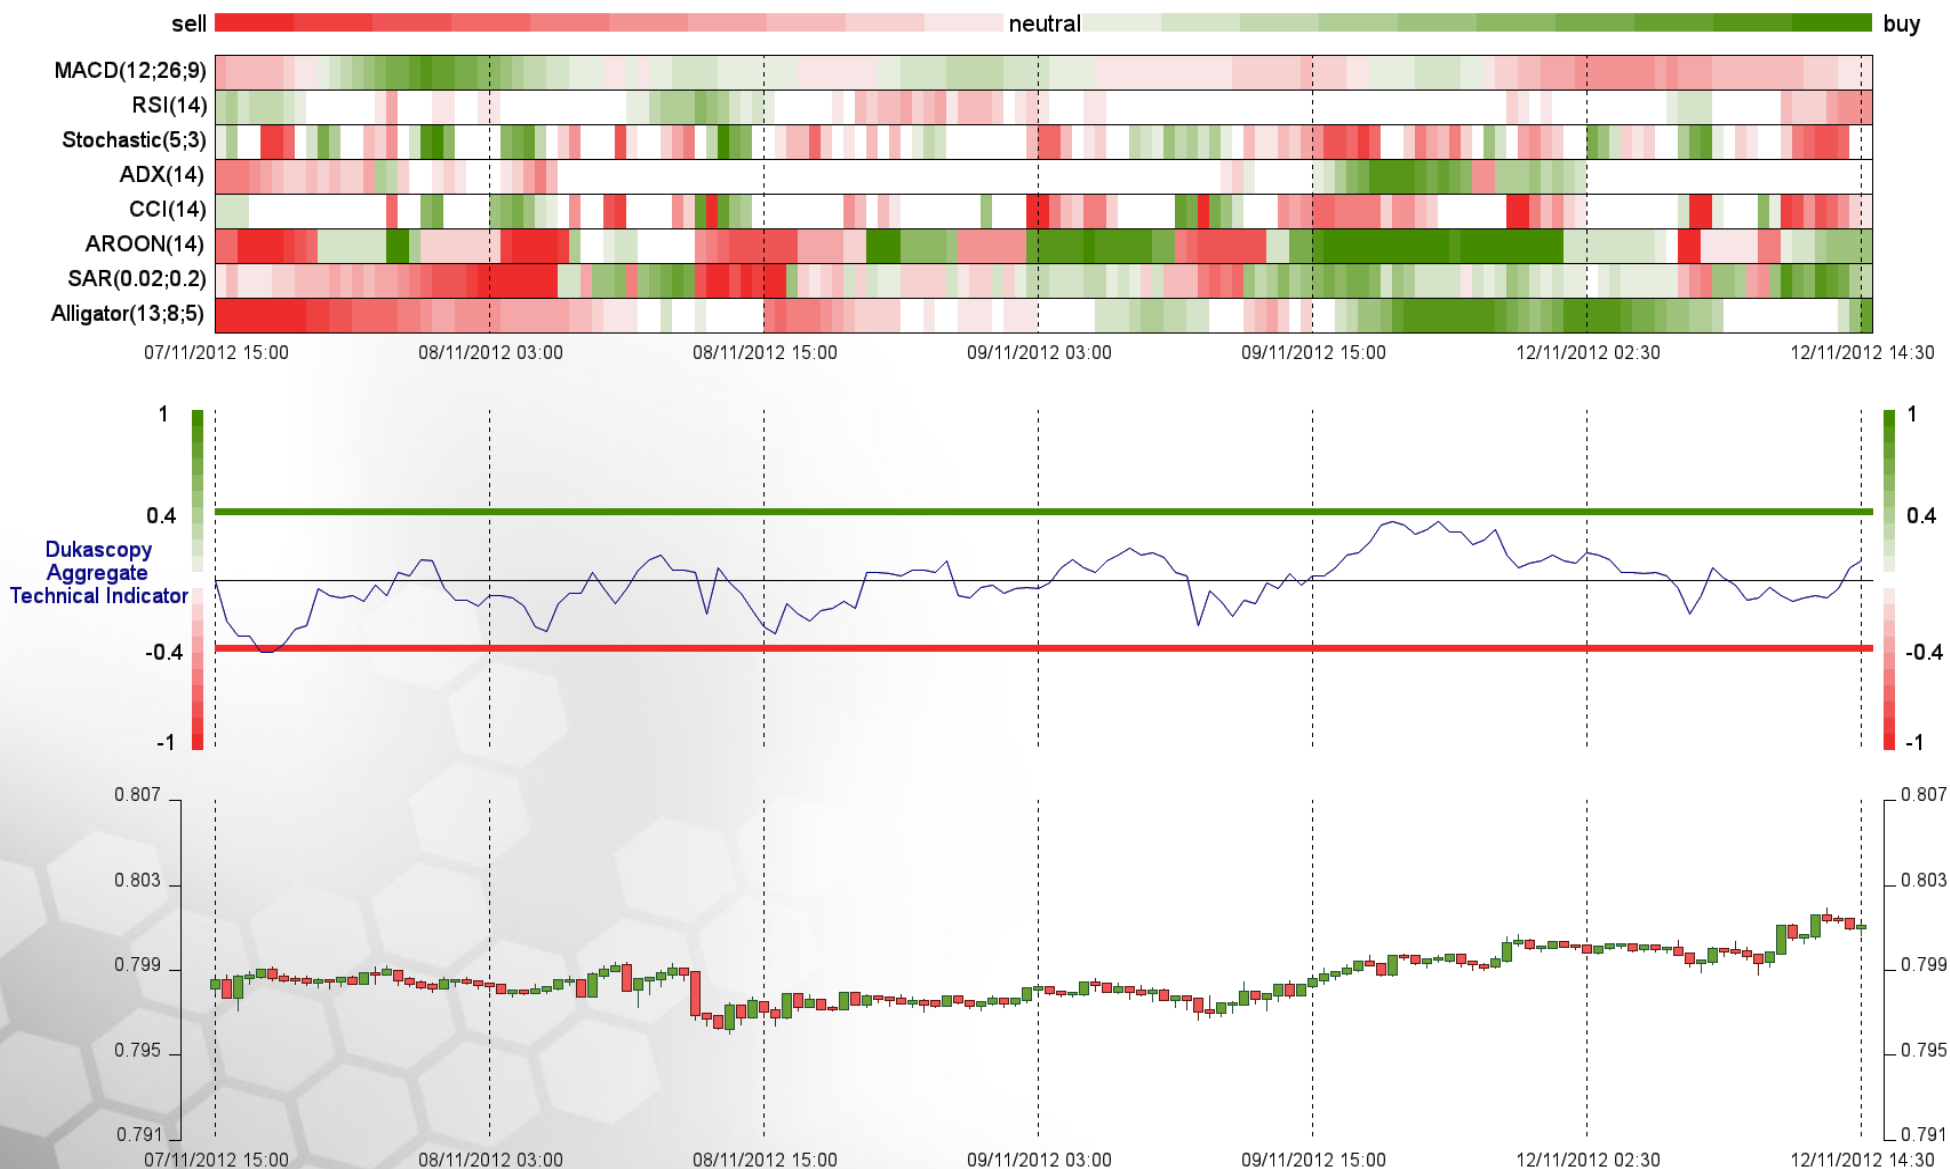 sell neutral buy
MACD(12;26;9)
RSI(14)
Stochastic(5;3)
ADX(14)
CCI(14)
AROON(14)
SAR(0.02;0.2)
Alligator(13;8;5)
07/11/2012 15:00 08/11/2012 03:00 08/11/2012 15:00 09/11/2012 03:00 09/11/2012 15:00 12/11/2012 02:30 12/11/2012 14:30
1 1
0.4 0.4
Dukascopy
Aggregate
Technical Indicator
-0.4 -0.4
-1 -1
0.807 0.807
0.803 0.803
0.799 0.799
0.795 0.795
0.791 0.791
07/11/2012 15:00 08/11/2012 03:00 08/11/2012 15:00 09/11/2012 03:00 09/11/2012 15:00 12/11/2012 02:30 12/11/2012 14:30